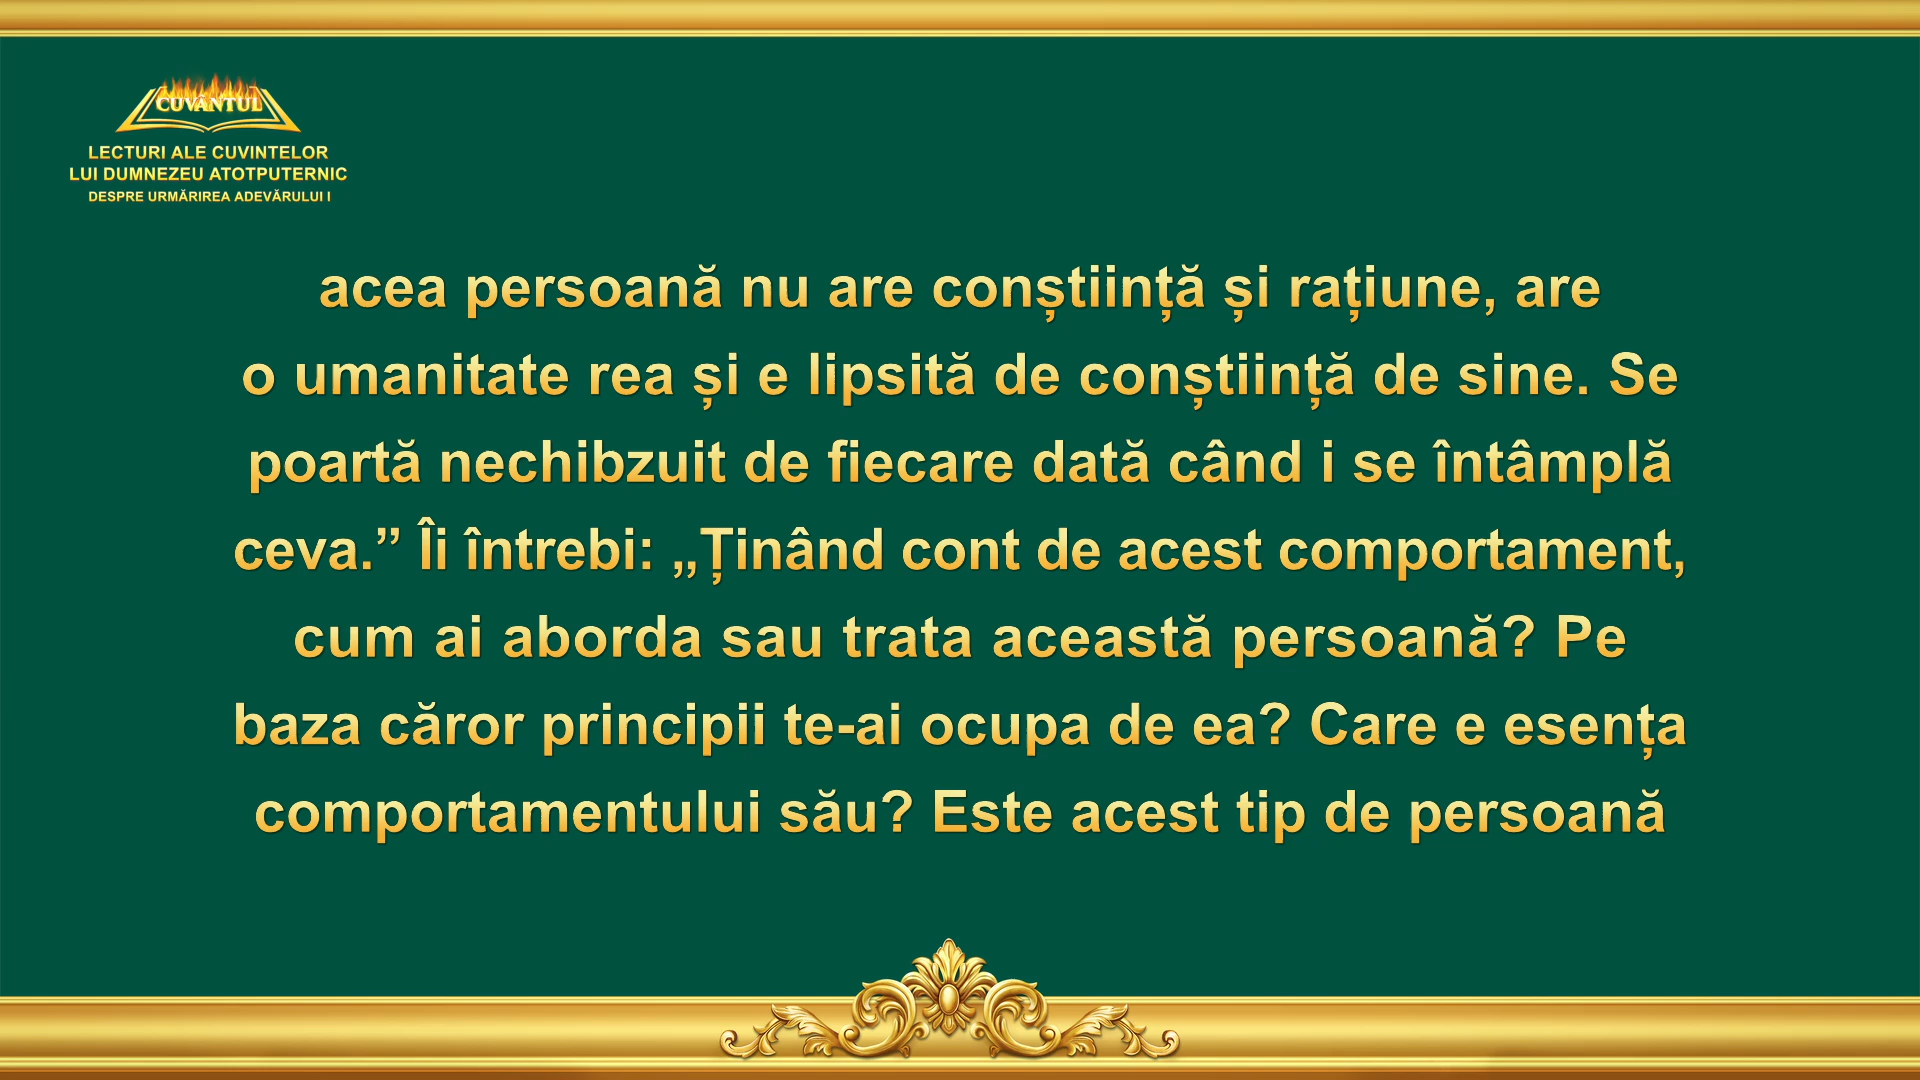 CUVÂNTUL
LECTURI ALE CUVINTELOR
LUI DUMNEZEU ATOTPUTERNIC
DESPRE URMĂRIREA ADEVĂRULUI I
acea persoană nu are conștiință și rațiune, are
o umanitate rea și e lipsită de conștiință de sine. Se
poartă nechibzuit de fiecare dată când i se întâmplă
ceva.” Îi întrebi: „Ținând cont de acest comportament,
cum ai aborda sau trata această persoană? Pe
baza căror principii te-ai ocupa de ea? Care e esența
comportamentului său? Este acest tip de persoană